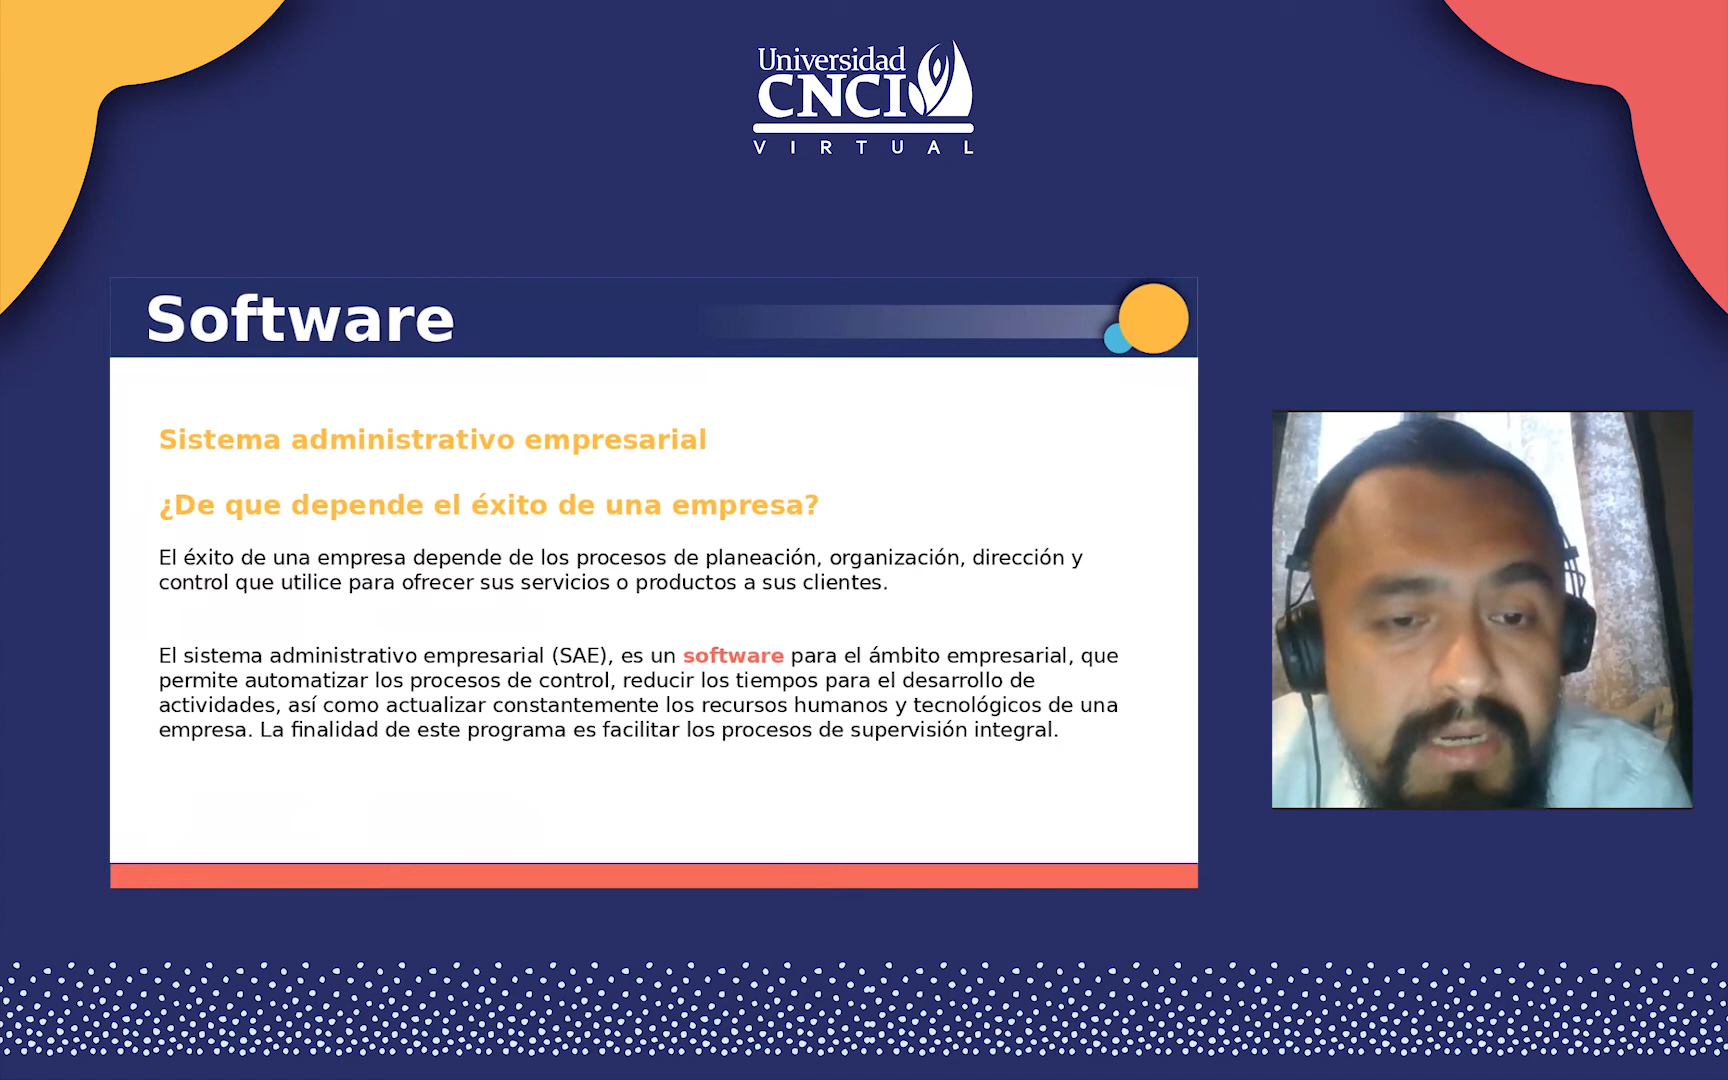 Universidad
CNCI
VIRTUAL
Software
Sistema administrativo empresarial
¿De que depende el éxito de una empresa?
El éxito de una empresa depende de los procesos de planeación, organización, dirección y
control que utilice para ofrecer sus servicios o productos a sus clientes.
El sistema administrativo empresarial (SAE), es un software para el ámbito empresarial, que
permite automatizar los procesos de control, reducir los tiempos para el desarrollo de
actividades, así como actualizar constantemente los recursos humanos y tecnológicos de una
empresa. La finalidad de este programa es facilitar los procesos de supervisión integral.